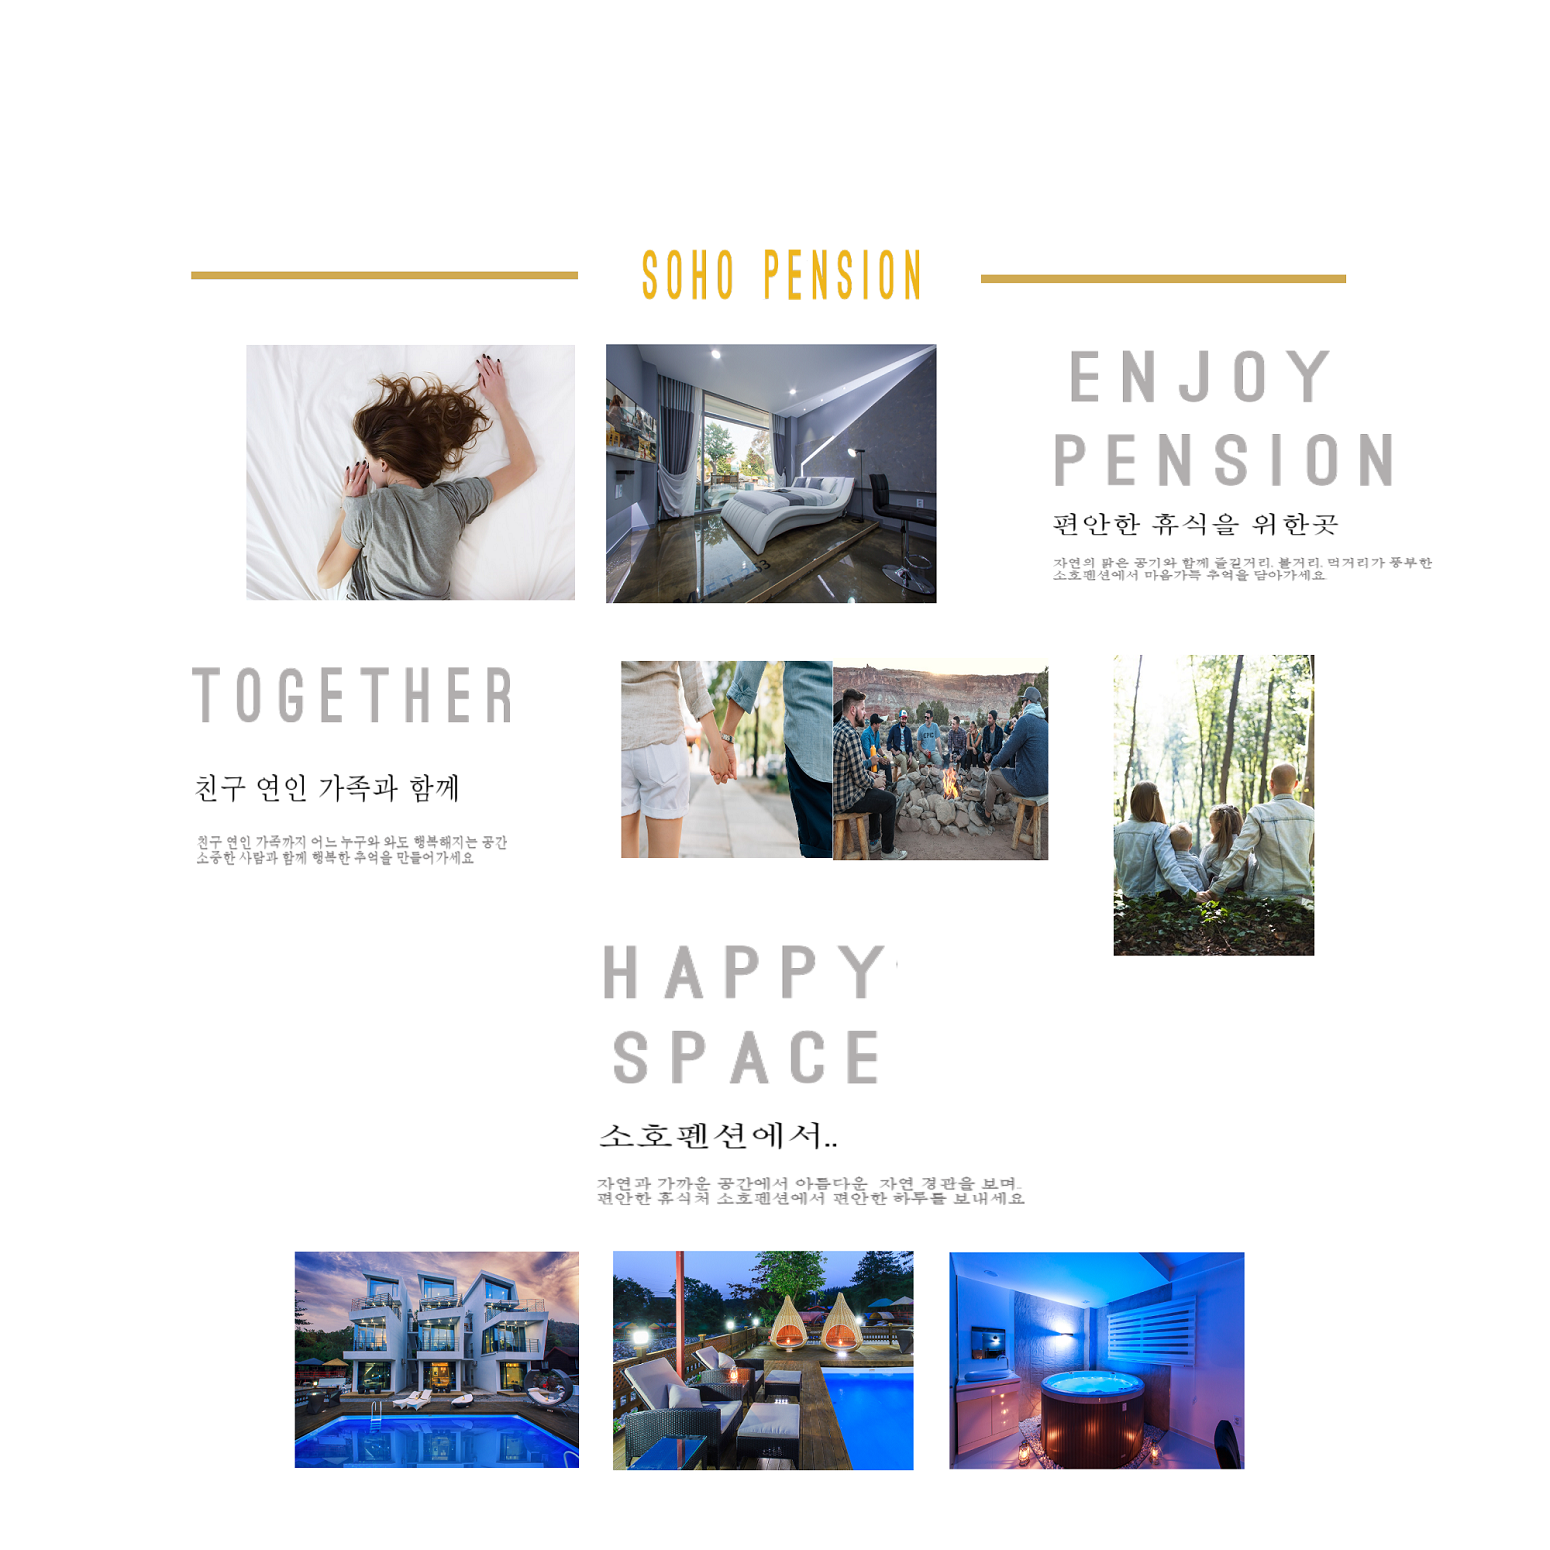 SOHO PENSION
ENJOY
PENSION
편안한 휴식을 위한곳
자연의 맑은 공기와 함께 즐길거리, 볼거리, 먹거리가 풍부한
소호펜션에서 마음가득 추억을 담아가세요
TOGETHER
친구 연인 가족과 함께
친구 연인 가족까지 어느 누구와 와도 행복해지는 공간
소중한 사람과 함께 행복한 추억을 만들어가세요
HAPPY
SPACE
소호펜션에서..
자연과 가까운 공간에서 아름다운 자연 경관을 보며..
편안한 휴식처 소호펜션에서 편안한 하루를 보내세요